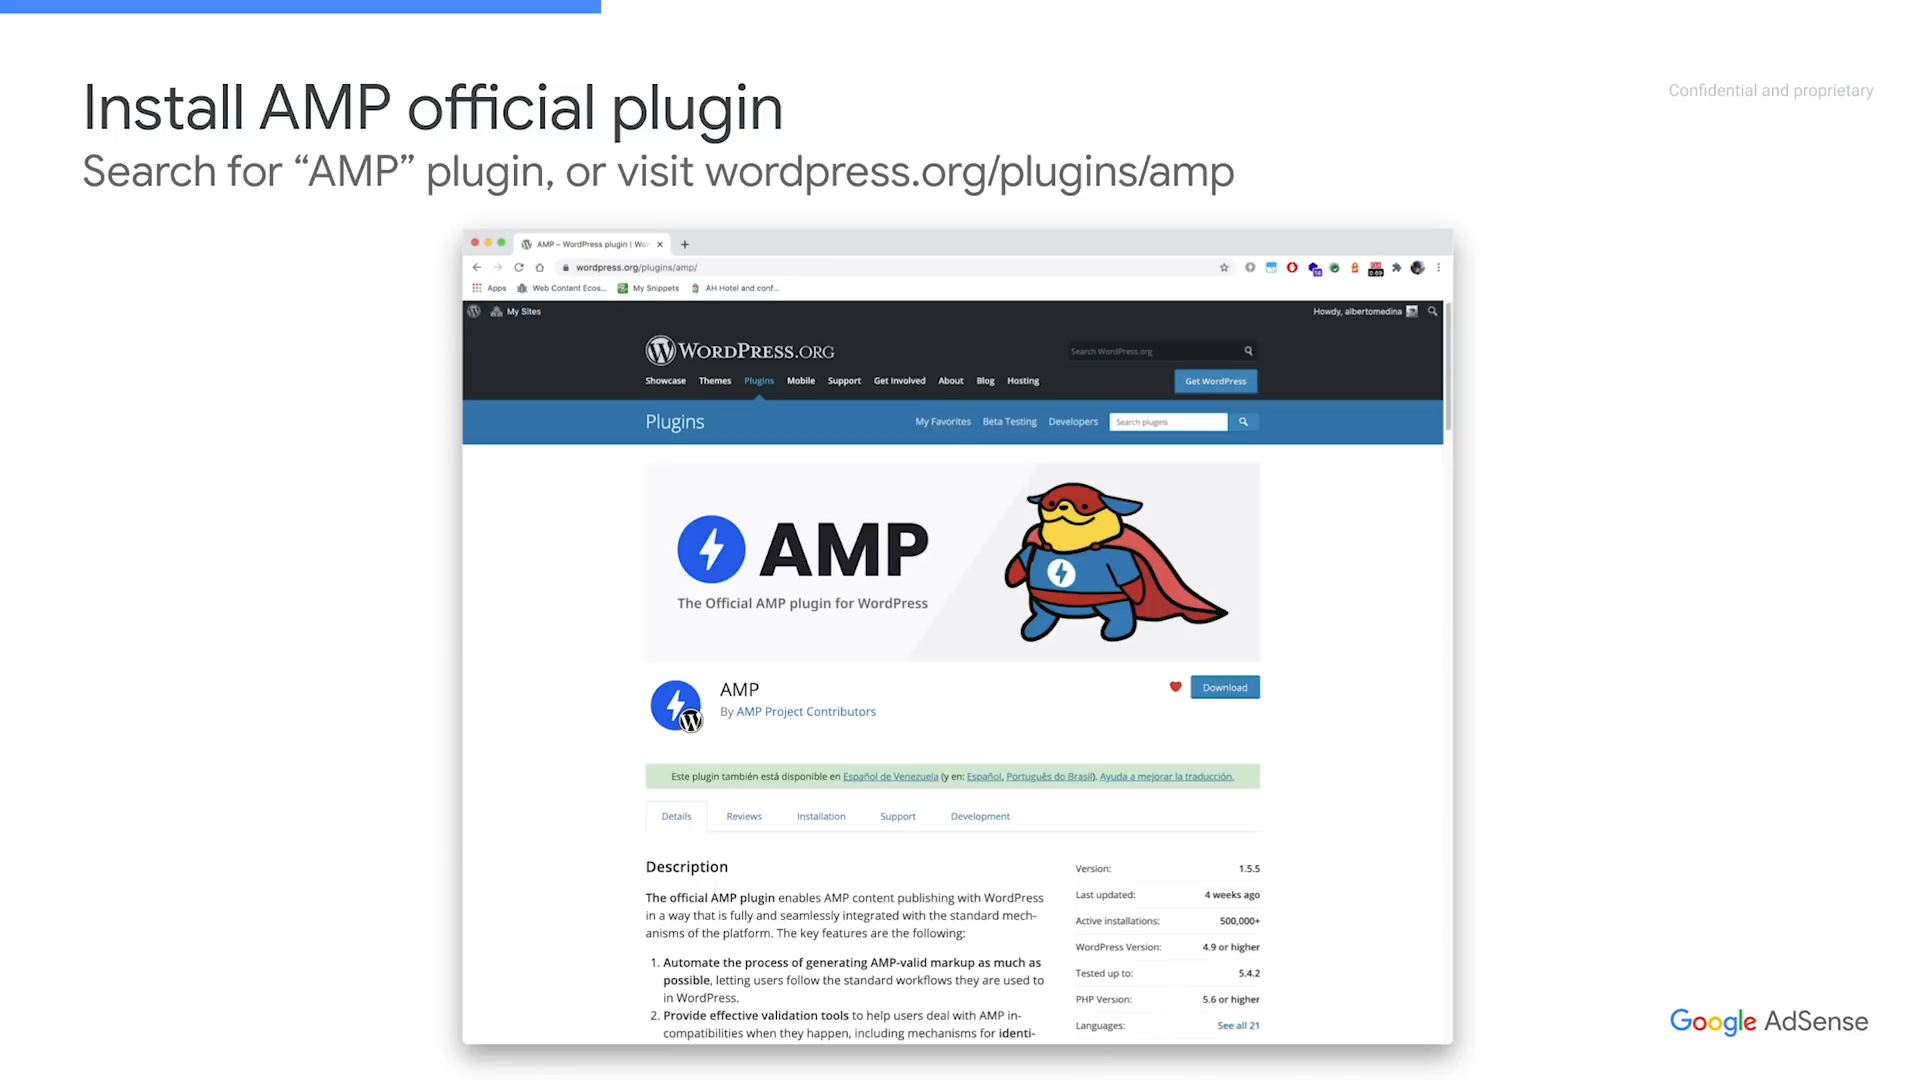 Install AMP official plugin
Confidential and proprietary
Search for “AMP” plugin, or visit wordpress.org/plugins/amp
AMP – WordPress plugin | Wor
wordpress.org/plugins/amp/
Apps Web Content Ecos... My Snippets AH Hotel and conf...
My Sites Howdy, albertomedina
WORDPRESS.ORG
Search WordPress.org
Showcase Themes Plugins Mobile Support Get Involved About Blog Hosting
Get WordPress
Plugins My Favorites Beta Testing Developers Search plugins
AMP
The Official AMP plugin for WordPress
AMP
Download
By AMP Project Contributors
Este plugin también está disponible en Español de Venezuela (y en: Español, Português do Brasil). Ayuda a mejorar la traducción.
Details Reviews Installation Support Development
Description
The official AMP plugin enables AMP content publishing with WordPress
in a way that is fully and seamlessly integrated with the standard mech-
anisms of the platform. The key features are the following:
1. Automate the process of generating AMP-valid markup as much as
possible, letting users follow the standard workflows they are used to
in WordPress.
2. Provide effective validation tools to help users deal with AMP in-
compatibilities when they happen, including mechanisms for identi-
Version: 1.5.5
Last updated: 4 weeks ago
Active installations: 500,000+
WordPress Version: 4.9 or higher
Tested up to: 5.4.2
PHP Version: 5.6 or higher
Languages: See all 21
Google AdSense